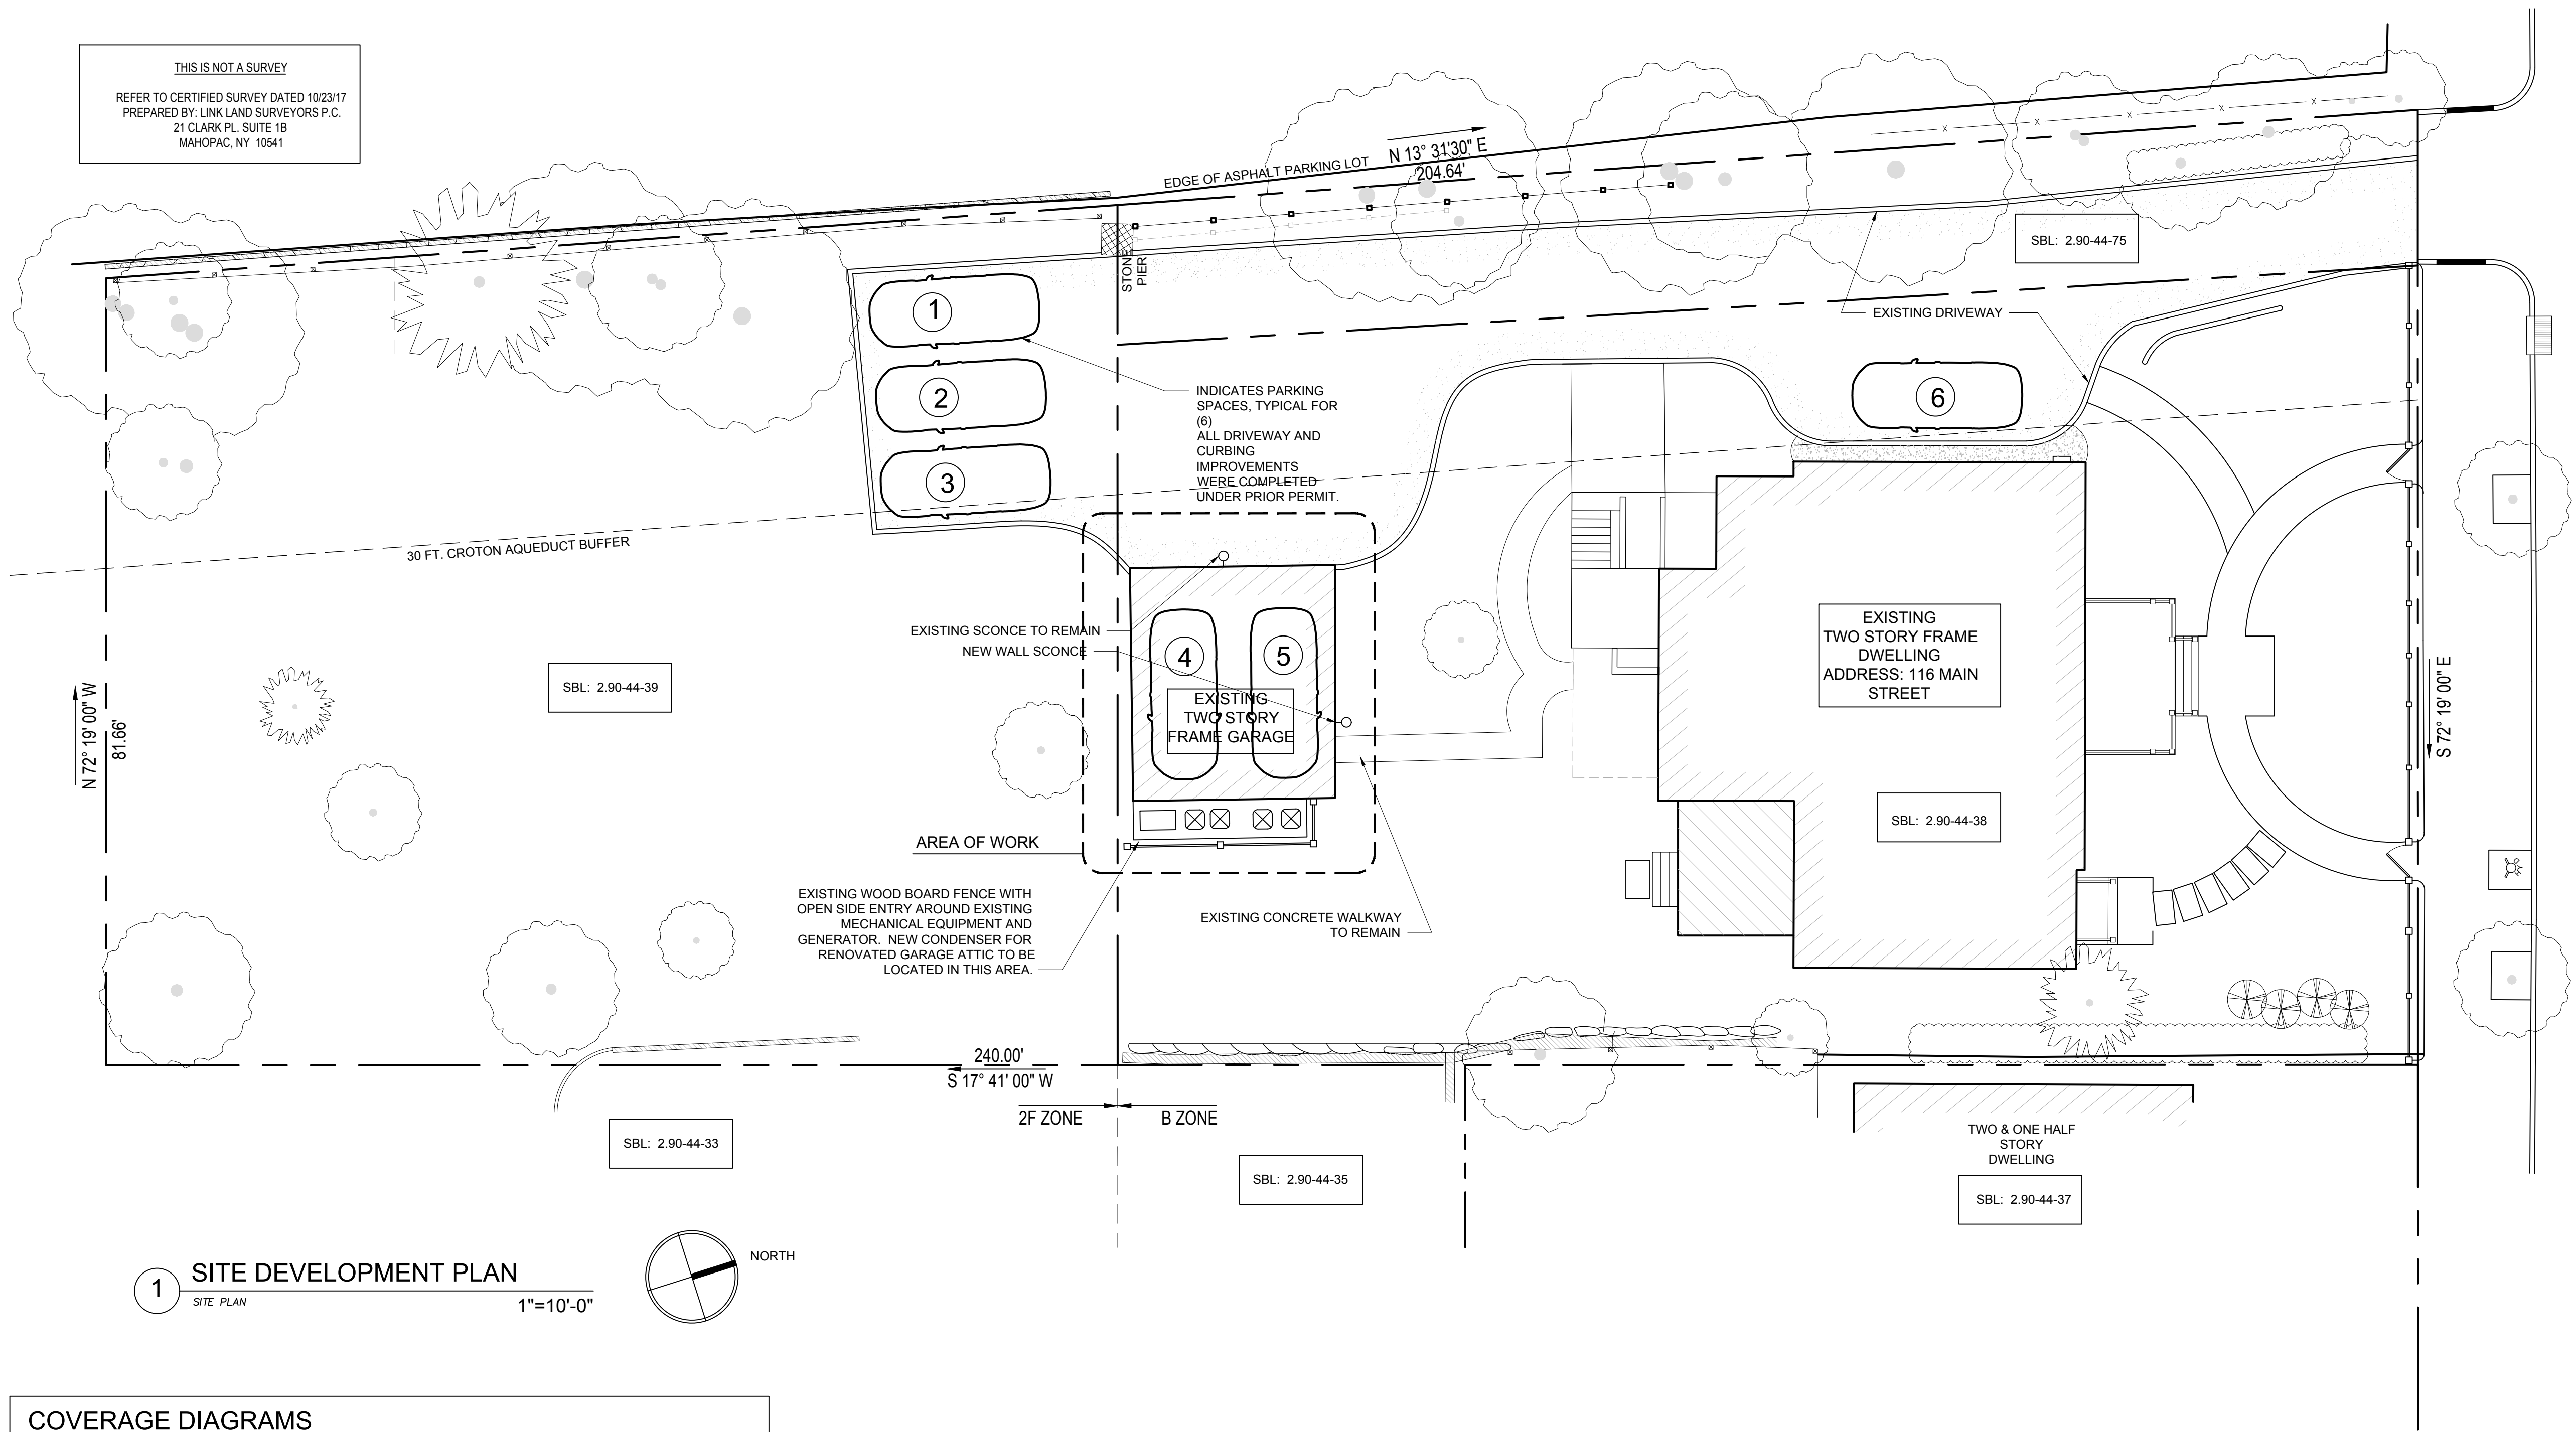 THIS IS NOT A SURVEY
REFER TO CERTIFIED SURVEY DATED 10/23/17
PREPARED BY: LINK LAND SURVEYORS P.C.
21 CLARK PL. SUITE 1B
MAHOPAC, NY 10541
EDGE OF ASPHALT PARKING LOT
N 13° 31'30" E
204.64'
SBL: 2.90-44-75
STONE
PIER
EXISTING DRIVEWAY
1
2
3
6
INDICATES PARKING
SPACES, TYPICAL FOR
(6)
ALL DRIVEWAY AND
CURBING
IMPROVEMENTS
WERE COMPLETED
UNDER PRIOR PERMIT.
30 FT. CROTON AQUEDUCT BUFFER
EXISTING SCONCE TO REMAIN
NEW WALL SCONCE
4
5
EXISTING
TWO STORY
FRAME GARAGE
EXISTING
TWO STORY FRAME
DWELLING
ADDRESS: 116 MAIN
STREET
SBL: 2.90-44-39
N 72° 19' 00" W
81.66'
S 72° 19' 00" E
SBL: 2.90-44-38
AREA OF WORK
EXISTING WOOD BOARD FENCE WITH
OPEN SIDE ENTRY AROUND EXISTING
MECHANICAL EQUIPMENT AND
GENERATOR. NEW CONDENSER FOR
RENOVATED GARAGE ATTIC TO BE
LOCATED IN THIS AREA.
EXISTING CONCRETE WALKWAY
TO REMAIN
240.00'
S 17° 41' 00" W
2F ZONE
B ZONE
SBL: 2.90-44-33
SBL: 2.90-44-35
TWO & ONE HALF
STORY
DWELLING
SBL: 2.90-44-37
1
SITE DEVELOPMENT PLAN
SITE PLAN
1"=10'-0"
NORTH
COVERAGE DIAGRAMS